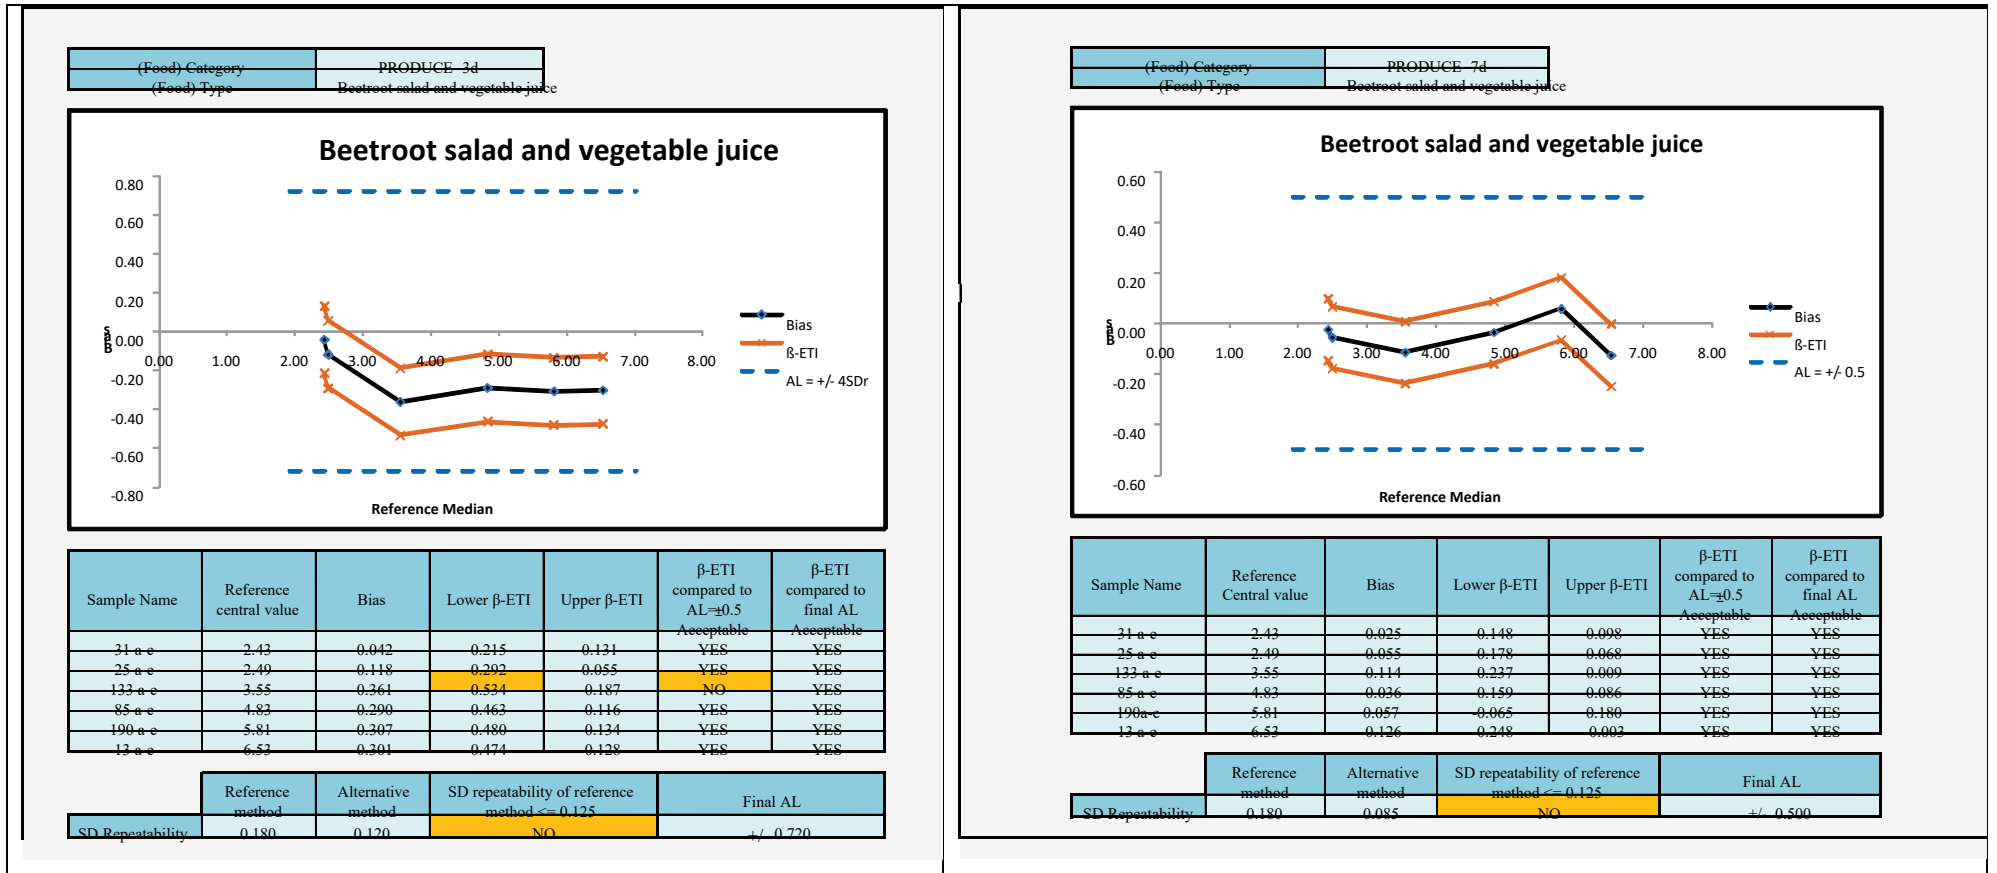 (Food) Category PRODUCE 3d
(Food) Type Beetroot salad and vegetable juice
Beetroot salad and vegetable juice
0.80
0.60
0.40
0.20
0.00
-0.20
-0.40
-0.60
-0.80
Bias
0.00 1.00 2.00 3.00 4.00 5.00 6.00 7.00 8.00
Reference Median
Bias
ß-ETI
AL = +/- 4SDr
Sample Name Reference central value Bias Lower β-ETI Upper β-ETI β-ETI compared to AL=±0.5 Acceptable β-ETI compared to final AL Acceptable
31 a-e 2.43 0.042 0.215 0.131 YES YES
25 a-e 2.49 0.118 0.292 0.055 YES YES
133 a-e 3.55 0.361 0.534 0.187 NO YES
85 a-e 4.83 0.290 0.463 0.116 YES YES
190 a-e 5.81 0.307 0.480 0.134 YES YES
13 a-e 6.53 0.301 0.474 0.128 YES YES
Reference method Alternative method SD repeatability of reference method <= 0.125 Final AL
SD Repeatability 0.180 0.120 NO +/- 0.720
(Food) Category PRODUCE 7d
(Food) Type Beetroot salad and vegetable juice
Beetroot salad and vegetable juice
0.60
0.40
0.20
0.00
-0.20
-0.40
-0.60
Bias
0.00 1.00 2.00 3.00 4.00 5.00 6.00 7.00 8.00
Reference Median
Bias
ß-ETI
AL = +/- 0.5
Sample Name Reference Central value Bias Lower β-ETI Upper β-ETI β-ETI compared to AL=±0.5 Acceptable β-ETI compared to final AL Acceptable
31 a-e 2.43 0.025 0.148 0.098 YES YES
25 a-e 2.49 0.055 0.178 0.068 YES YES
133 a-e 3.55 0.114 0.237 0.009 YES YES
85 a-e 4.83 0.036 0.159 0.086 YES YES
190a-e 5.81 0.057 -0.065 0.180 YES YES
13 a-e 6.53 0.126 0.248 0.003 YES YES
Reference method Alternative method SD repeatability of reference method <= 0.125 Final AL
SD Repeatability 0.180 0.085 NO +/- 0.500